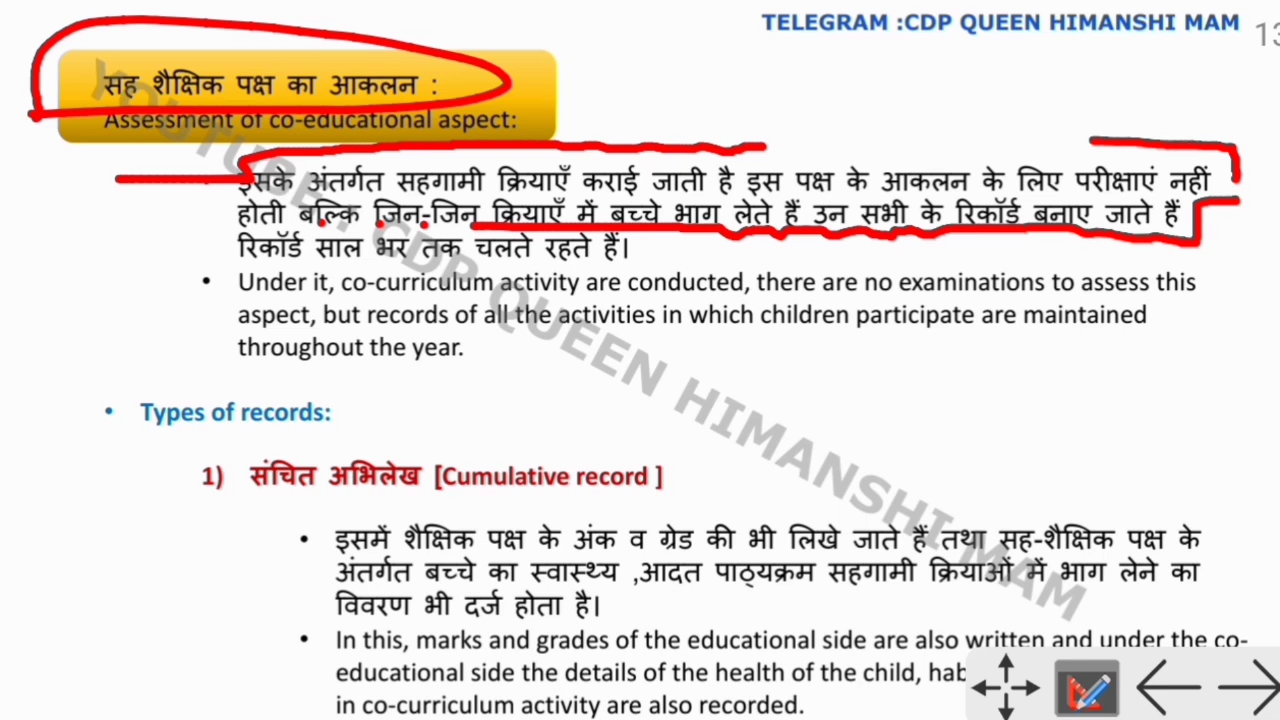 TELEGRAM :CDP QUEEN HIMANSHI MAM
13
सह शैक्षिक पक्ष का आकलन :
Assessment of co-educational aspect:
इसके अंतर्गत सहगामी क्रियाएँ कराई जाती है इस पक्ष के आकलन के लिए परीक्षाएं नहीं
होती बल्कि जिन-जिन क्रियाएँ में बच्चे भाग लेते हैं उन सभी के रिकॉर्ड बनाए जाते हैं
रिकॉर्ड साल भर तक चलते रहते हैं।
• Under it, co-curriculum activity are conducted, there are no examinations to assess this
aspect, but records of all the activities in which children participate are maintained
throughout the year.
• Types of records:
1) संचित अभिलेख [Cumulative record ]
• इसमें शैक्षिक पक्ष के अंक व ग्रेड की भी लिखे जाते हैं तथा सह-शैक्षिक पक्ष के
अंतर्गत बच्चे का स्वास्थ्य ,आदत पाठ्यक्रम सहगामी क्रियाओं में भाग लेने का
विवरण भी दर्ज होता है।
• In this, marks and grades of the educational side are also written and under the co-
educational side the details of the health of the child,
in co-curriculum activity are also recorded.
YOUTUBE: CDP QUEEN HIMANSHI MAM